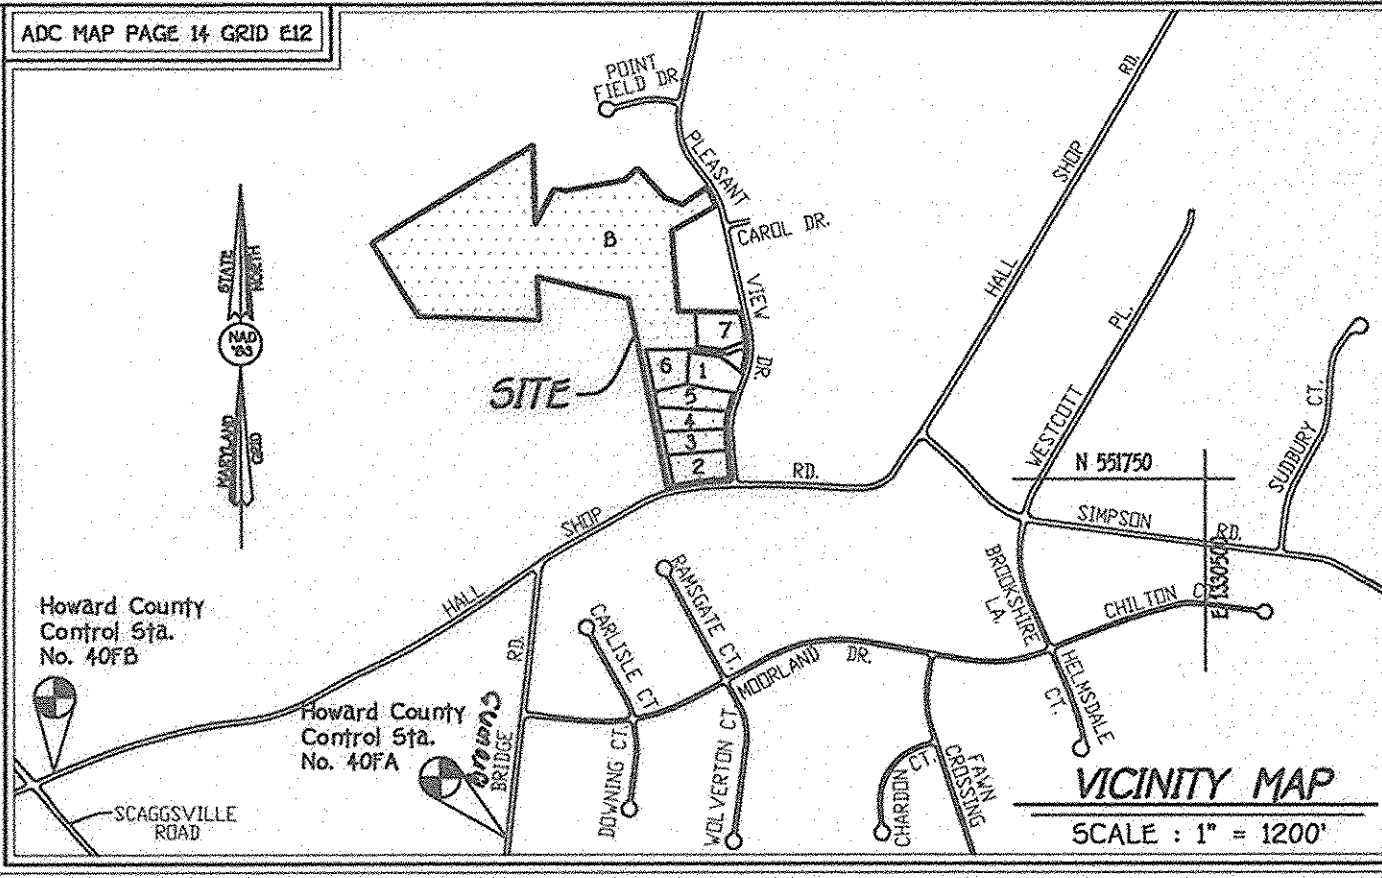 ADC MAP PAGE 14 GRID E12
POINT
FIELD DR.
PLEASANT
VIEW
DR.
CAROL DR.
HALL
SHOP
RD.
B
7
6
1
5
4
3
2
SITE
STATE
NORTH
NAD
'83
MARYLAND
GRID
WESTCOTT
PL.
N 551750
SUDBURY CT.
SIMPSON
RD.
HALL
SHOP
RD.
BROOKSHIRE
LA.
CHILTON
HELMSDALE
CT.
RAMSGATE CT.
CARLISLE CT
MOORLAND
DR.
DOWNING CT.
WOLVERTON CT.
CHARDON CT.
FAWN
CROSSING
BRIDGE
RD.
Howard County
Control Sta.
No. 40FB
Howard County
Control Sta.
No. 40FA
SCAGGSVILLE
ROAD
VICINITY MAP
SCALE : 1" = 1200'